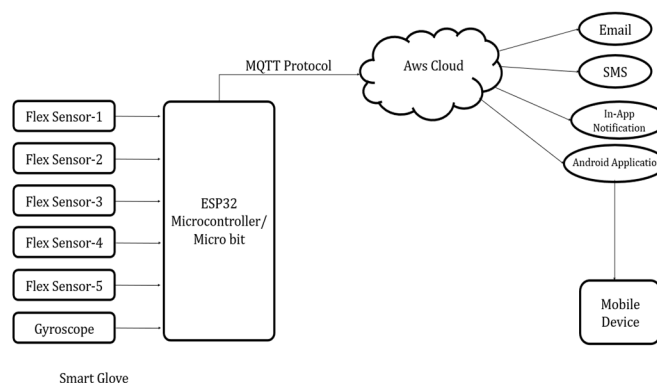 Email
MQTT Protocol
Aws Cloud
SMS
Flex Sensor-1
In-App
Notification
Flex Sensor-2
Android Applicatio
Flex Sensor-3
ESP32
Microcontroller/
Micro bit
Flex Sensor-4
Flex Sensor-5
Mobile
Device
Gyroscope
Smart Glove